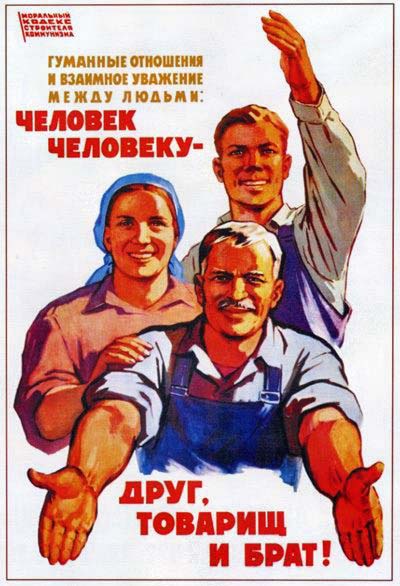 МОРАЛЬНЫЙ
КОДЕКС
СТРОИТЕЛЯ
КОММУНИЗМА
ГУМАННЫЕ ОТНОШЕНИЯ
И ВЗАИМНОЕ УВАЖЕНИЕ
МЕЖДУ ЛЮДЬМИ:
ЧЕЛОВЕК
ЧЕЛОВЕКУ-
ДРУГ,
ТОВАРИЩ
И БРАТ!